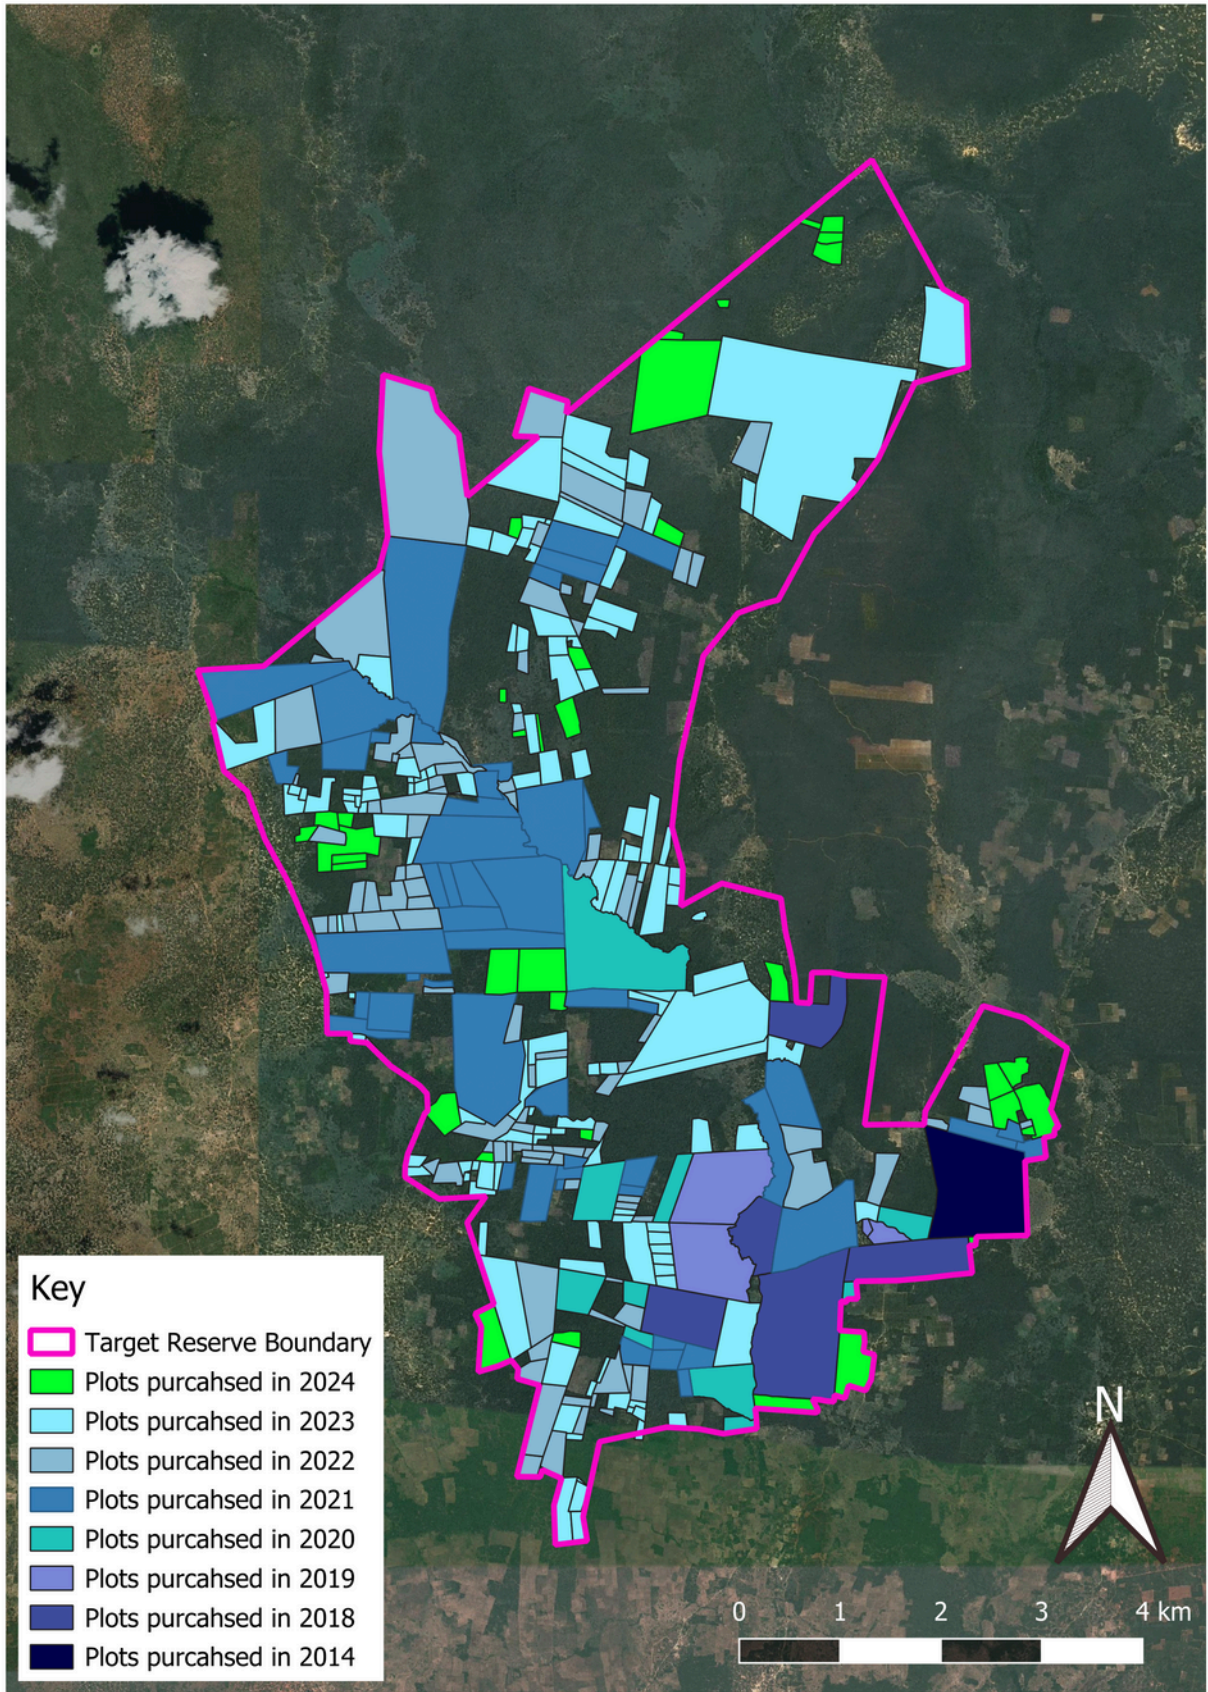 Key
Target Reserve Boundary
Plots purcahsed in 2024
Plots purcahsed in 2023
Plots purcahsed in 2022
Plots purcahsed in 2021
Plots purcahsed in 2020
Plots purcahsed in 2019
Plots purcahsed in 2018
Plots purcahsed in 2014
N
0 1 2 3 4 km